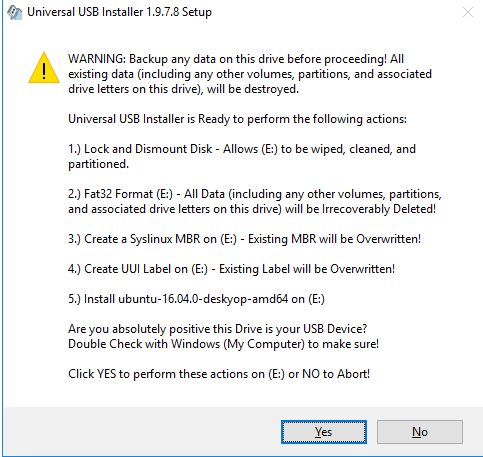 Universal USB Installer 1.9.7.8 Setup
WARNING: Backup any data on this drive before proceeding! All
existing data (including any other volumes, partitions, and associated
drive letters on this drive), will be destroyed.
Universal USB Installer is Ready to perform the following actions:
1.) Lock and Dismount Disk - Allows (E:) to be wiped, cleaned, and
partitioned.
2.) Fat32 Format (E:) - All Data (including any other volumes, partitions,
and associated drive letters on this drive) will be Irrecoverably Deleted!
3.) Create a Syslinux MBR on (E:) - Existing MBR will be Overwritten!
4.) Create UUI Label on (E:) - Existing Label will be Overwritten!
5.) Install ubuntu-16.04.0-deskyop-amd64 on (E:)
Are you absolutely positive this Drive is your USB Device?
Double Check with Windows (My Computer) to make sure!
Click YES to perform these actions on (E:) or NO to Abort!
Yes No